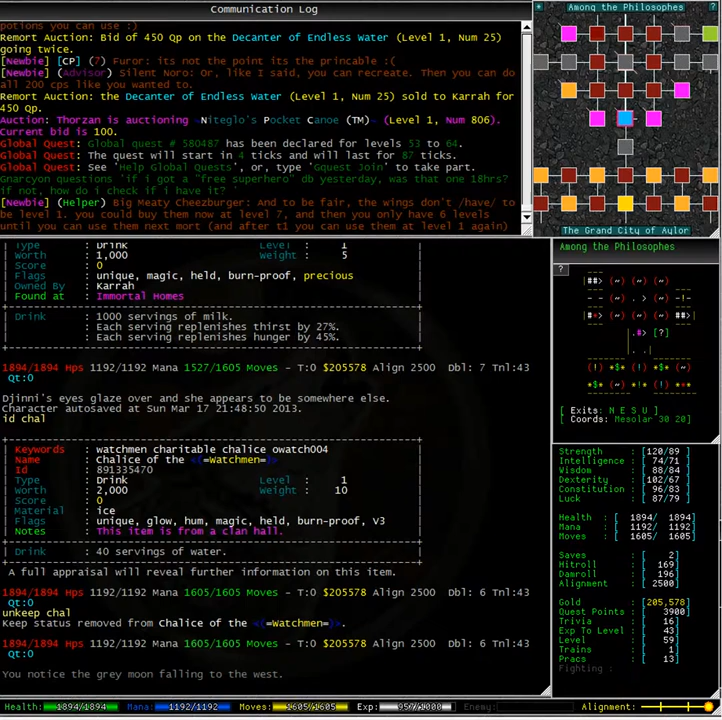 Communication Log
potions you can use :)
Remort Auction: Bid of 450 Qp on the Decanter of Endless Water (Level 1, Num 25)
going twice.
[Newbie] [CP] (7) Furor: its not the point its the princable :(
[Newbie] (Advisor) Silent Noro: Or, like I said, you can recreate. Then you can do
all 200 cps like you wanted to.
Remort Auction: the Decanter of Endless Water (Level 1, Num 25) sold to Karrah for
450 Qp.
Auction: Thorzan is auctioning ~Niteglo's Pocket Canoe (TM)~ (Level 1, Num 806).
Current bid is 100.
Global Quest: Global quest # 580487 has been declared for levels 53 to 64.
Global Quest: The quest will start in 4 ticks and will last for 87 ticks.
Global Quest: See 'Help Global Quests', or, type 'Gquest Join' to take part.
Gnarcyon questions 'if i got a "free superhero" db yesterday, was that one 18hrs?
if not, how do i check if i have it? '
[Newbie] (Helper) Big Meaty Cheezburger: And to be fair, the wings don't /have/ to
be level 1. you could buy them now at level 7, and then you only have 6 levels
until you can use them next mort (and after t1 you can use them at level 1 again)
Among the Philosophes
The Grand City of Aylor
Type : Drink Level : 1
Worth : 1,000 Weight : 5
Score : 0
Flags : unique, magic, held, burn-proof, precious
Owned By : Karrah
Found at : Immortal Homes
Drink : 1000 servings of milk.
: Each serving replenishes thirst by 27%.
: Each serving replenishes hunger by 45%.
1894/1894 Hps 1192/1192 Mana 1527/1605 Moves - T:0 $205578 Align 2500 Dbl: 7 Tnl:43
Qt:0
Djinni's eyes glaze over and she appears to be somewhere else.
Character autosaved at Sun Mar 17 21:48:50 2013.
id chal
Keywords : watchmen charitable chalice owatch004
Name : Chalice of the <(=Watchmen=)>
Id : 891335470
Type : Drink Level : 1
Worth : 2,000 Weight : 10
Score : 0
Material : ice
Flags : unique, glow, hum, magic, held, burn-proof, V3
Notes : This item is from a clan hall.
Drink : 40 servings of water.
A full appraisal will reveal further information on this item.
1894/1894 Hps 1192/1192 Mana 1605/1605 Moves - T:0 $205578 Align 2500 Dbl: 6 Tnl:43
Qt:0
unkeep chal
Keep status removed from Chalice of the <(=Watchmen=)>.
1894/1894 Hps 1192/1192 Mana 1605/1605 Moves - T:0 $205578 Align 2500 Dbl: 6 Tnl:43
Qt:0
You notice the grey moon falling to the west.
Among the Philosophes
[ Exits: N E S U ]
[ Coords: Mesolar 30 20]
Strength : [120/89 ]
Intelligence : [ 74/71 ]
Wisdom : [ 88/84 ]
Dexterity : [102/67 ]
Constitution : [ 96/83 ]
Luck : [ 87/79 ]
Health : [ 1894/ 1894]
Mana : [ 1192/ 1192]
Moves : [ 1605/ 1605]
Saves : [ 2]
Hitroll : [ 169]
Damroll : [ 196]
Alignment : [ 2500]
Gold : [205,578]
Quest Points : [ 3900]
Trivia : [ 16]
Exp To Level : [ 43]
Level : [ 59]
Trains : [ 1]
Pracs : [ 13]
Fighting :
Health: 1894/1894 Mana: 1192/1192 Moves: 1605/1605 Exp: 957/1000 Enemy: Alignment: